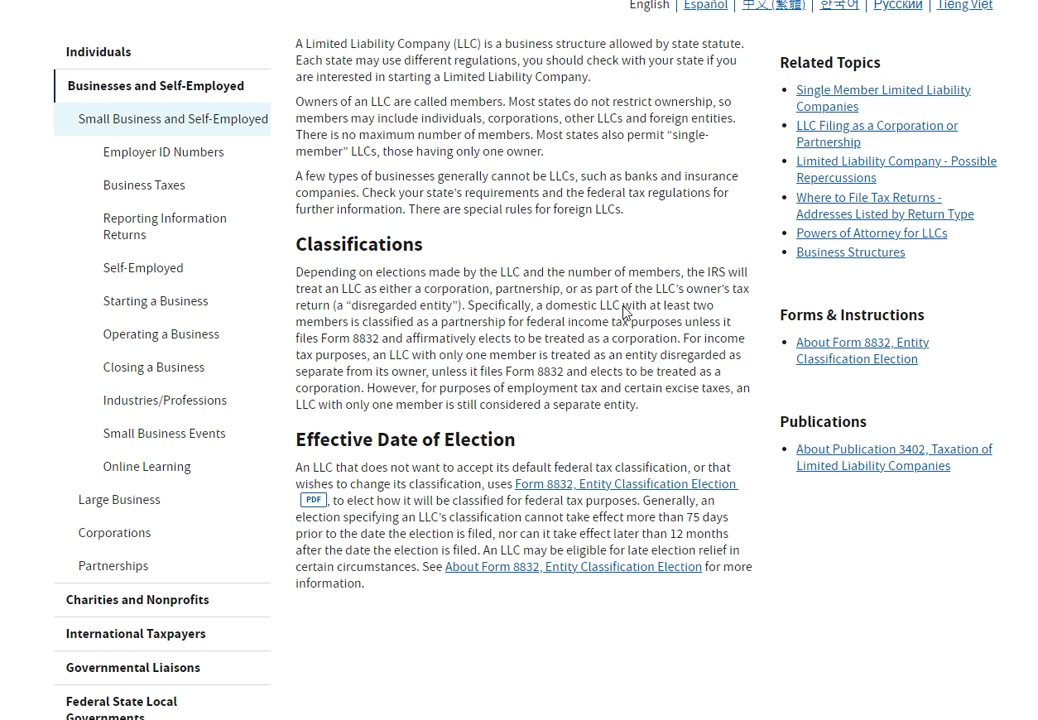 English | Español | 中文 (繁體) | 한국어 | Русский | Tiếng Việt
Individuals
Businesses and Self-Employed
Small Business and Self-Employed
Employer ID Numbers
Business Taxes
Reporting Information
Returns
Self-Employed
Starting a Business
Operating a Business
Closing a Business
Industries/Professions
Small Business Events
Online Learning
Large Business
Corporations
Partnerships
Charities and Nonprofits
International Taxpayers
Governmental Liaisons
Federal State Local
Governments
A Limited Liability Company (LLC) is a business structure allowed by state statute.
Each state may use different regulations, you should check with your state if you
are interested in starting a Limited Liability Company.
Owners of an LLC are called members. Most states do not restrict ownership, so
members may include individuals, corporations, other LLCs and foreign entities.
There is no maximum number of members. Most states also permit “single-
member” LLCs, those having only one owner.
A few types of businesses generally cannot be LLCs, such as banks and insurance
companies. Check your state’s requirements and the federal tax regulations for
further information. There are special rules for foreign LLCs.
Classifications
Depending on elections made by the LLC and the number of members, the IRS will
treat an LLC as either a corporation, partnership, or as part of the LLC’s owner’s tax
return (a “disregarded entity”). Specifically, a domestic LLC with at least two
members is classified as a partnership for federal income tax purposes unless it
files Form 8832 and affirmatively elects to be treated as a corporation. For income
tax purposes, an LLC with only one member is treated as an entity disregarded as
separate from its owner, unless it files Form 8832 and elects to be treated as a
corporation. However, for purposes of employment tax and certain excise taxes, an
LLC with only one member is still considered a separate entity.
Effective Date of Election
An LLC that does not want to accept its default federal tax classification, or that
wishes to change its classification, uses Form 8832, Entity Classification Election
PDF , to elect how it will be classified for federal tax purposes. Generally, an
election specifying an LLC’s classification cannot take effect more than 75 days
prior to the date the election is filed, nor can it take effect later than 12 months
after the date the election is filed. An LLC may be eligible for late election relief in
certain circumstances. See About Form 8832, Entity Classification Election for more
information.
Related Topics
Single Member Limited Liability
Companies
LLC Filing as a Corporation or
Partnership
Limited Liability Company - Possible
Repercussions
Where to File Tax Returns -
Addresses Listed by Return Type
Powers of Attorney for LLCs
Business Structures
Forms & Instructions
About Form 8832, Entity
Classification Election
Publications
About Publication 3402, Taxation of
Limited Liability Companies